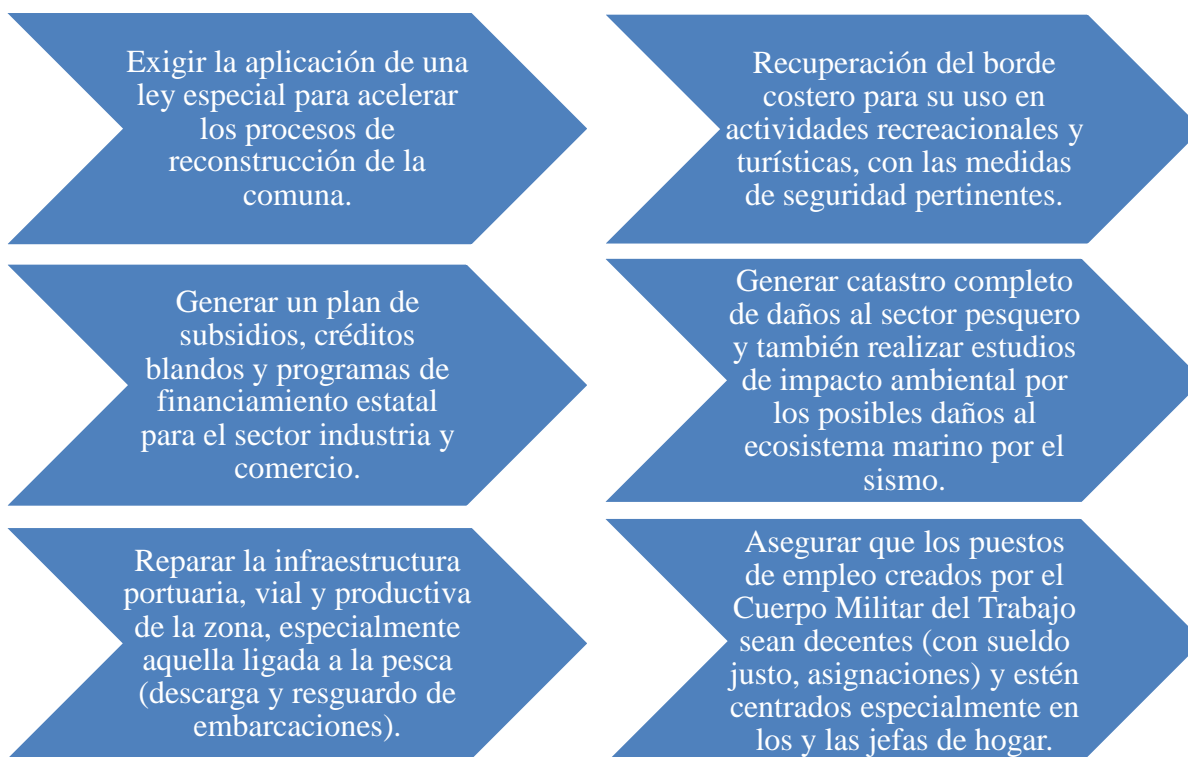 Exigir la aplicación de una
ley especial para acelerar
los procesos de
reconstrucción de la
comuna.
Recuperación del borde
costero para su uso en
actividades recreacionales y
turísticas, con las medidas
de seguridad pertinentes.
Generar un plan de
subsidios, créditos
blandos y programas de
financiamiento estatal
para el sector industria y
comercio.
Generar catastro completo
de daños al sector pesquero
y también realizar estudios
de impacto ambiental por
los posibles daños al
ecosistema marino por el
sismo.
Reparar la infraestructura
portuaria, vial y productiva
de la zona, especialmente
aquella ligada a la pesca
(descarga y resguardo de
embarcaciones).
Asegurar que los puestos
de empleo creados por el
Cuerpo Militar del Trabajo
sean decentes (con sueldo
justo, asignaciones) y estén
centrados especialmente en
los y las jefas de hogar.